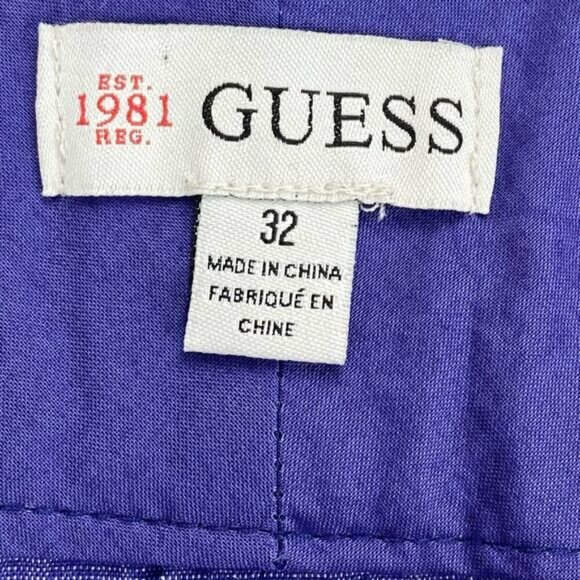 EST.
1981
REG.
GUESS
32
MADE IN CHINA
FABRIQUÉ EN
CHINE